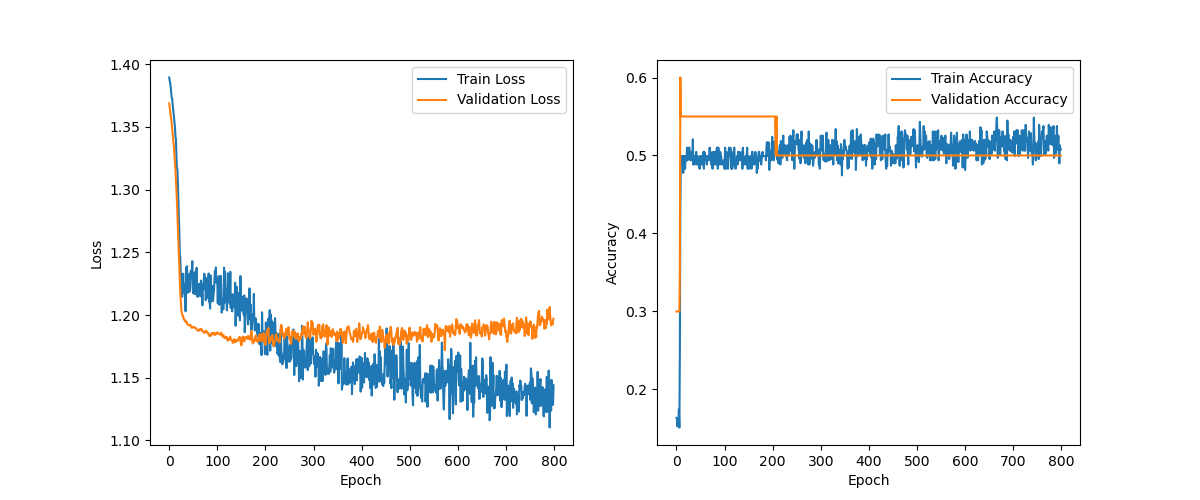 1.40
1.35
1.30
1.25
1.20
1.15
1.10
Loss
0 100 200 300 400 500 600 700 800
Epoch
Train Loss
Validation Loss
0.6
0.5
0.4
0.3
0.2
Accuracy
0 100 200 300 400 500 600 700 800
Epoch
Train Accuracy
Validation Accuracy